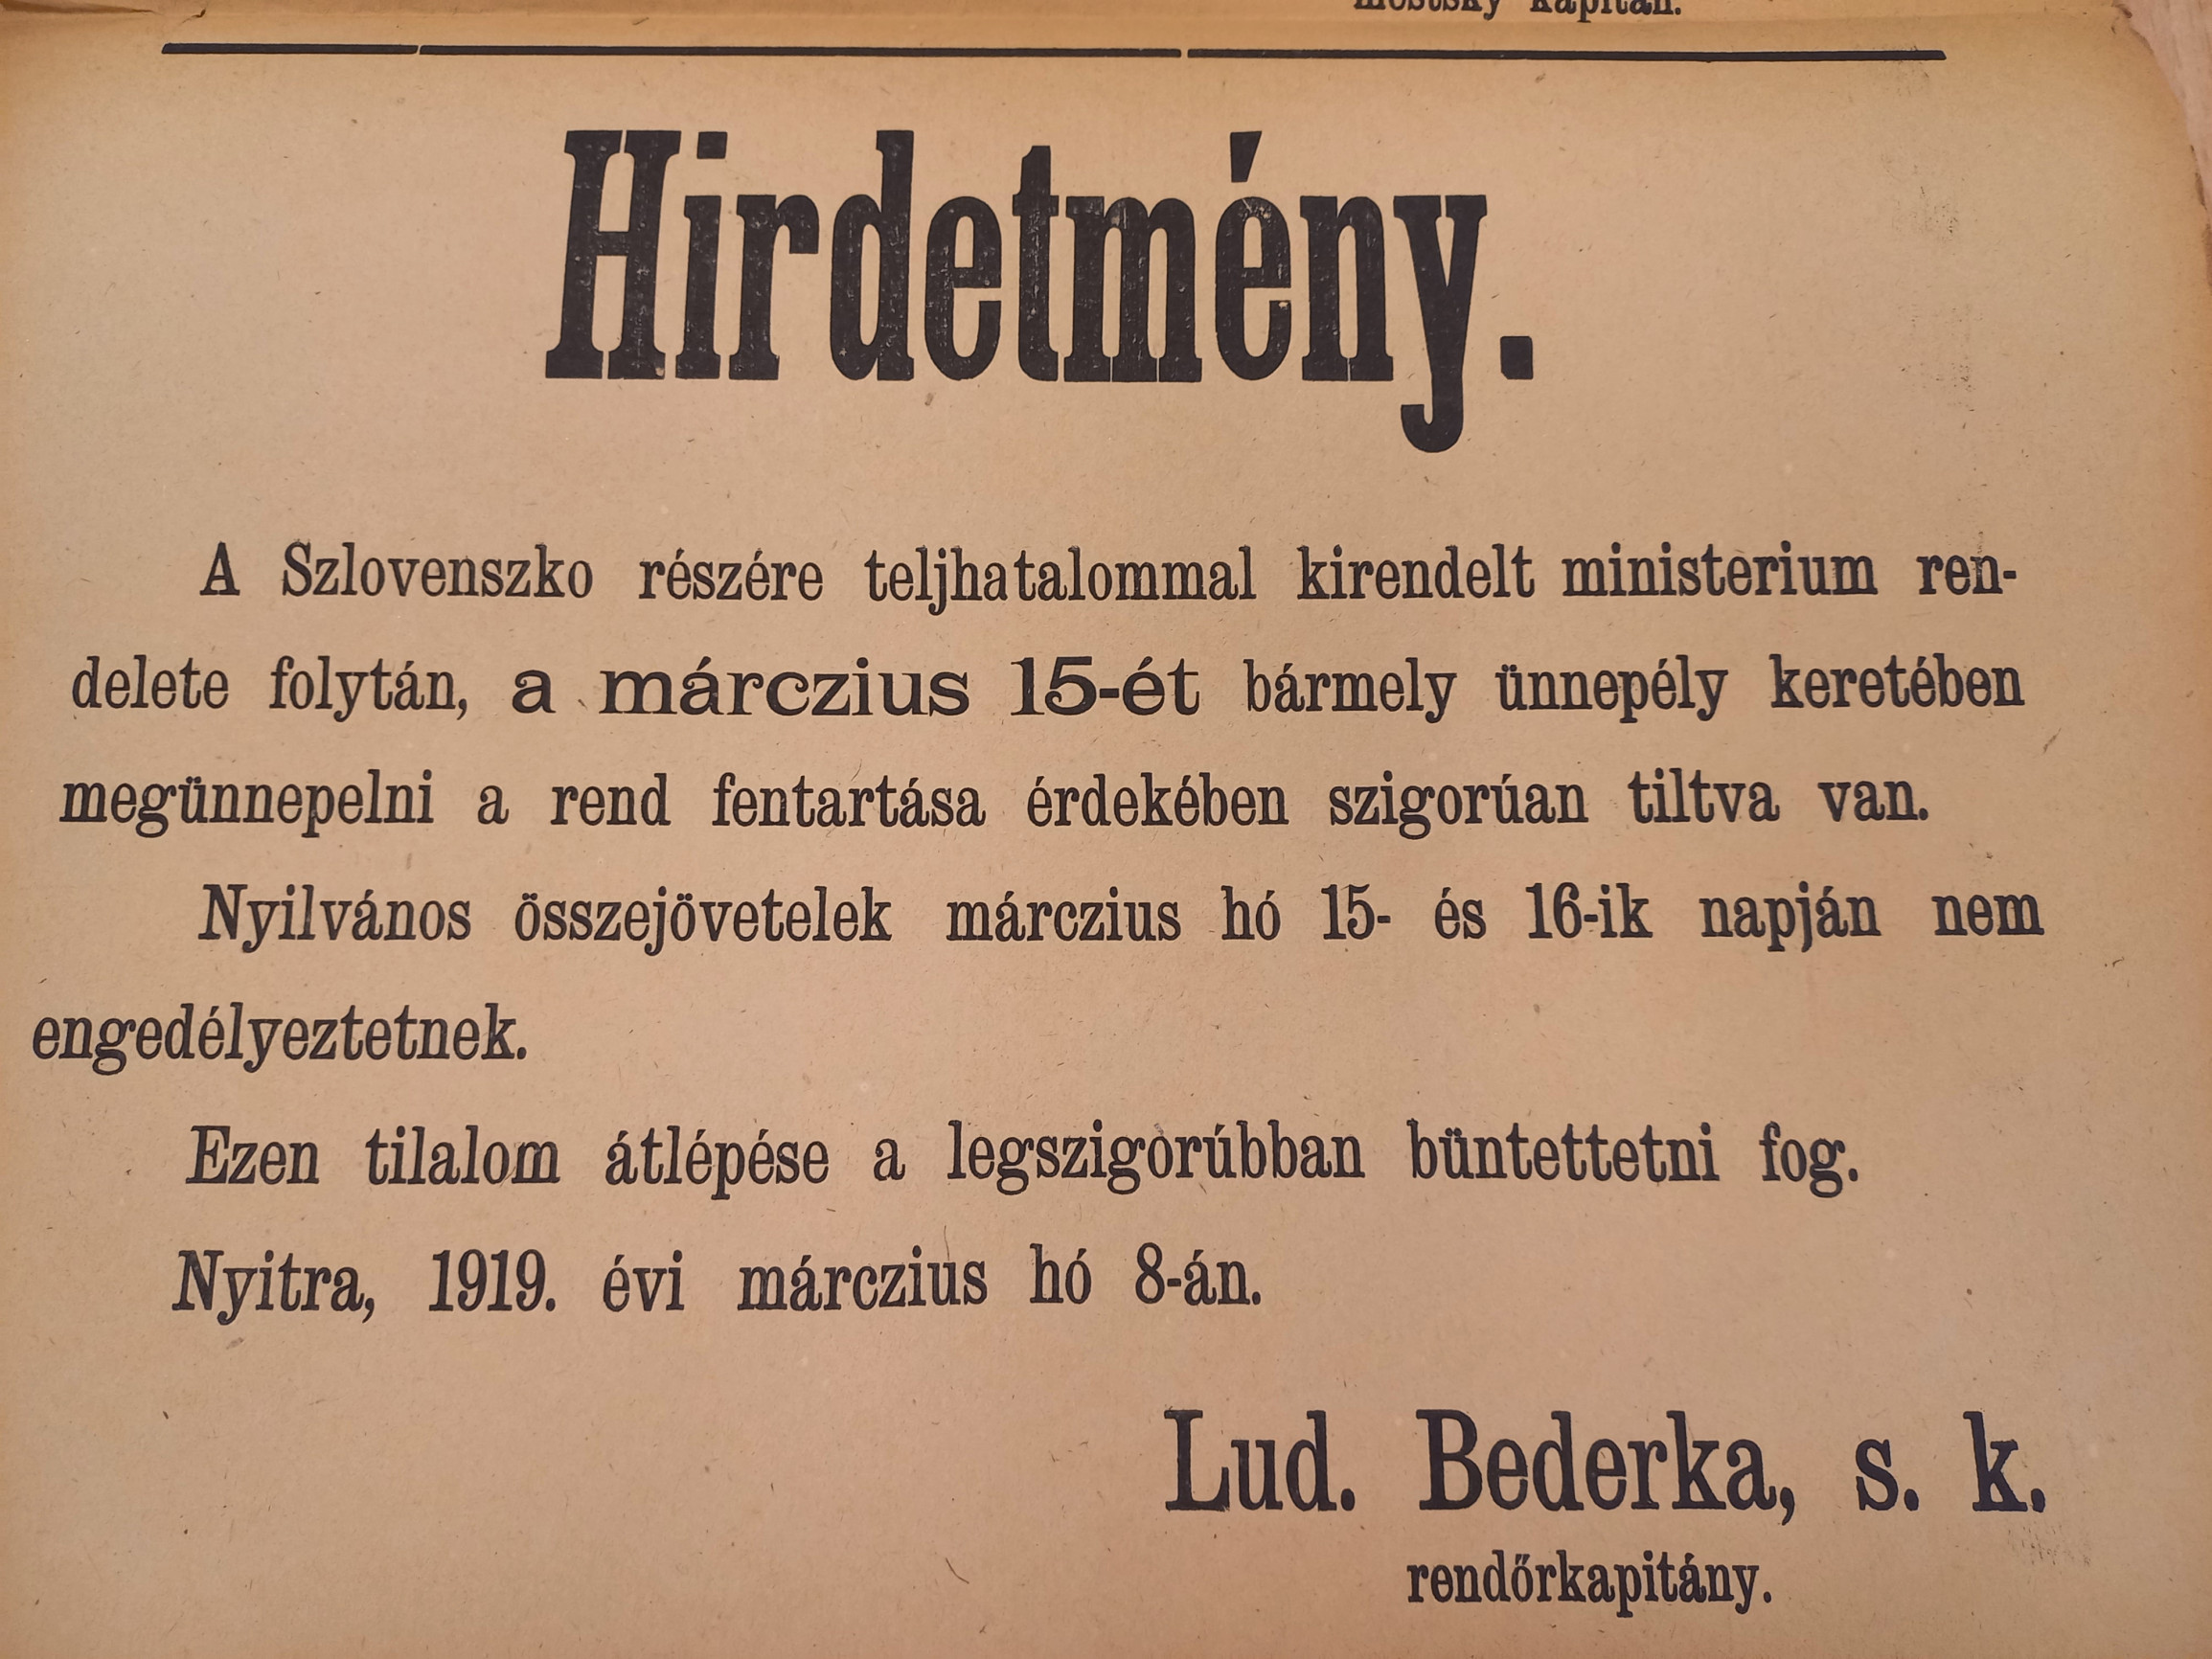 mestský kapitán.
Hirdetmény.
A Szlovenszko részére teljhatalommal kirendelt ministerium ren-
delete folytán, a márczius 15-ét bármely ünnepély keretében
megünnepelni a rend fentartása érdekében szigorúan tiltva van.
Nyilvános összejövetelek márczius hó 15- és 16-ik napján nem
engedélyeztetnek.
Ezen tilalom átlépése a legszigorúbban büntettetni fog.
Nyitra, 1919. évi márczius hó 8-án.
Lud. Bederka, s. k.
rendőrkapitány.